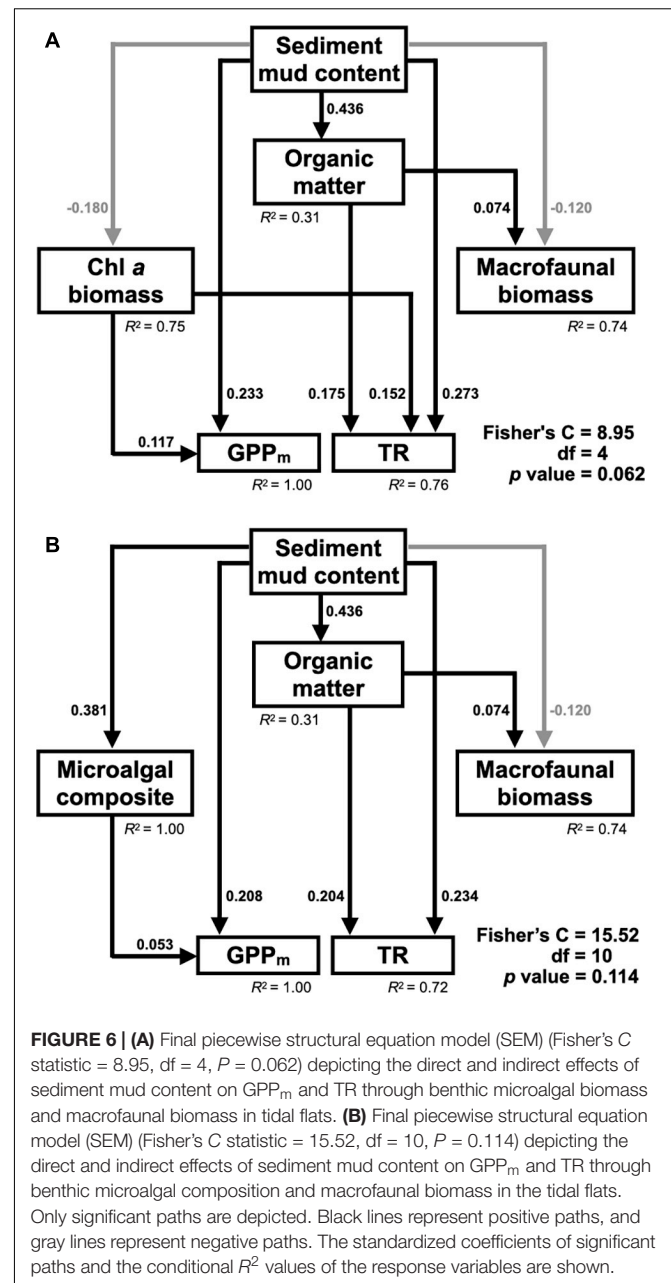 A
Sediment
mud content
0.436
Organic
matter
-0.180
R² = 0.31
0.074
-0.120
Chl a
biomass
Macrofaunal
biomass
R² = 0.75
R² = 0.74
0.233
0.175
0.152
0.273
0.117
GPPm
TR
R² = 1.00
R² = 0.76
Fisher's C = 8.95
df = 4
p value = 0.062
B
Sediment
mud content
0.436
Organic
matter
0.381
R² = 0.31
0.074
-0.120
Microalgal
composite
Macrofaunal
biomass
R² = 1.00
R² = 0.74
0.208
0.204
0.234
0.053
GPPm
TR
R² = 1.00
R² = 0.72
Fisher’s C = 15.52
df = 10
p value = 0.114
FIGURE 6 | (A) Final piecewise structural equation model (SEM) (Fisher’s C
statistic = 8.95, df = 4, P = 0.062) depicting the direct and indirect effects of
sediment mud content on GPPm and TR through benthic microalgal biomass
and macrofaunal biomass in tidal flats. (B) Final piecewise structural equation
model (SEM) (Fisher’s C statistic = 15.52, df = 10, P = 0.114) depicting the
direct and indirect effects of sediment mud content on GPPm and TR through
benthic microalgal composition and macrofaunal biomass in the tidal flats.
Only significant paths are depicted. Black lines represent positive paths, and
gray lines represent negative paths. The standardized coefficients of significant
paths and the conditional R² values of the response variables are shown.